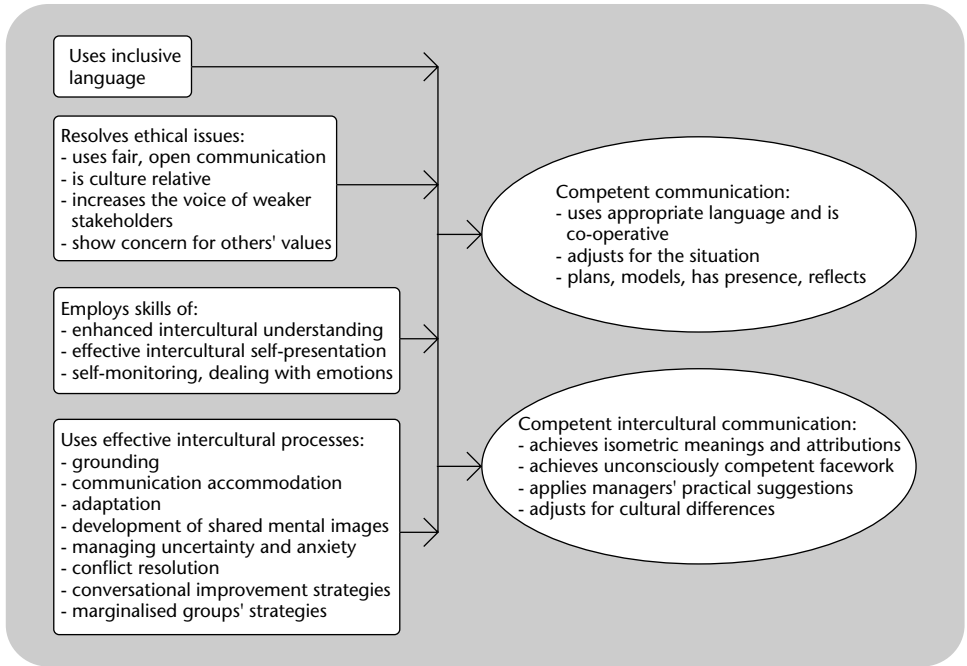 Uses inclusive
language
Resolves ethical issues:
- uses fair, open communication
- is culture relative
- increases the voice of weaker
stakeholders
- show concern for others' values
Employs skills of:
- enhanced intercultural understanding
- effective intercultural self-presentation
- self-monitoring, dealing with emotions
Uses effective intercultural processes:
- grounding
- communication accommodation
- adaptation
- development of shared mental images
- managing uncertainty and anxiety
- conflict resolution
- conversational improvement strategies
- marginalised groups' strategies
Competent communication:
- uses appropriate language and is
co-operative
- adjusts for the situation
- plans, models, has presence, reflects
Competent intercultural communication:
- achieves isometric meanings and attributions
- achieves unconsciously competent facework
- applies managers' practical suggestions
- adjusts for cultural differences